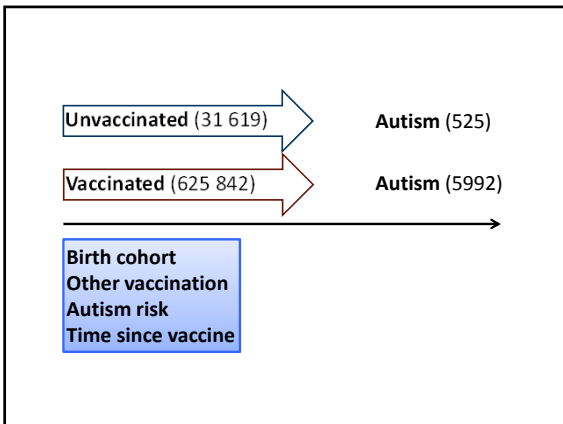 Unvaccinated (31 619) Autism (525)
Vaccinated (625 842) Autism (5992)
Birth cohort
Other vaccination
Autism risk
Time since vaccine